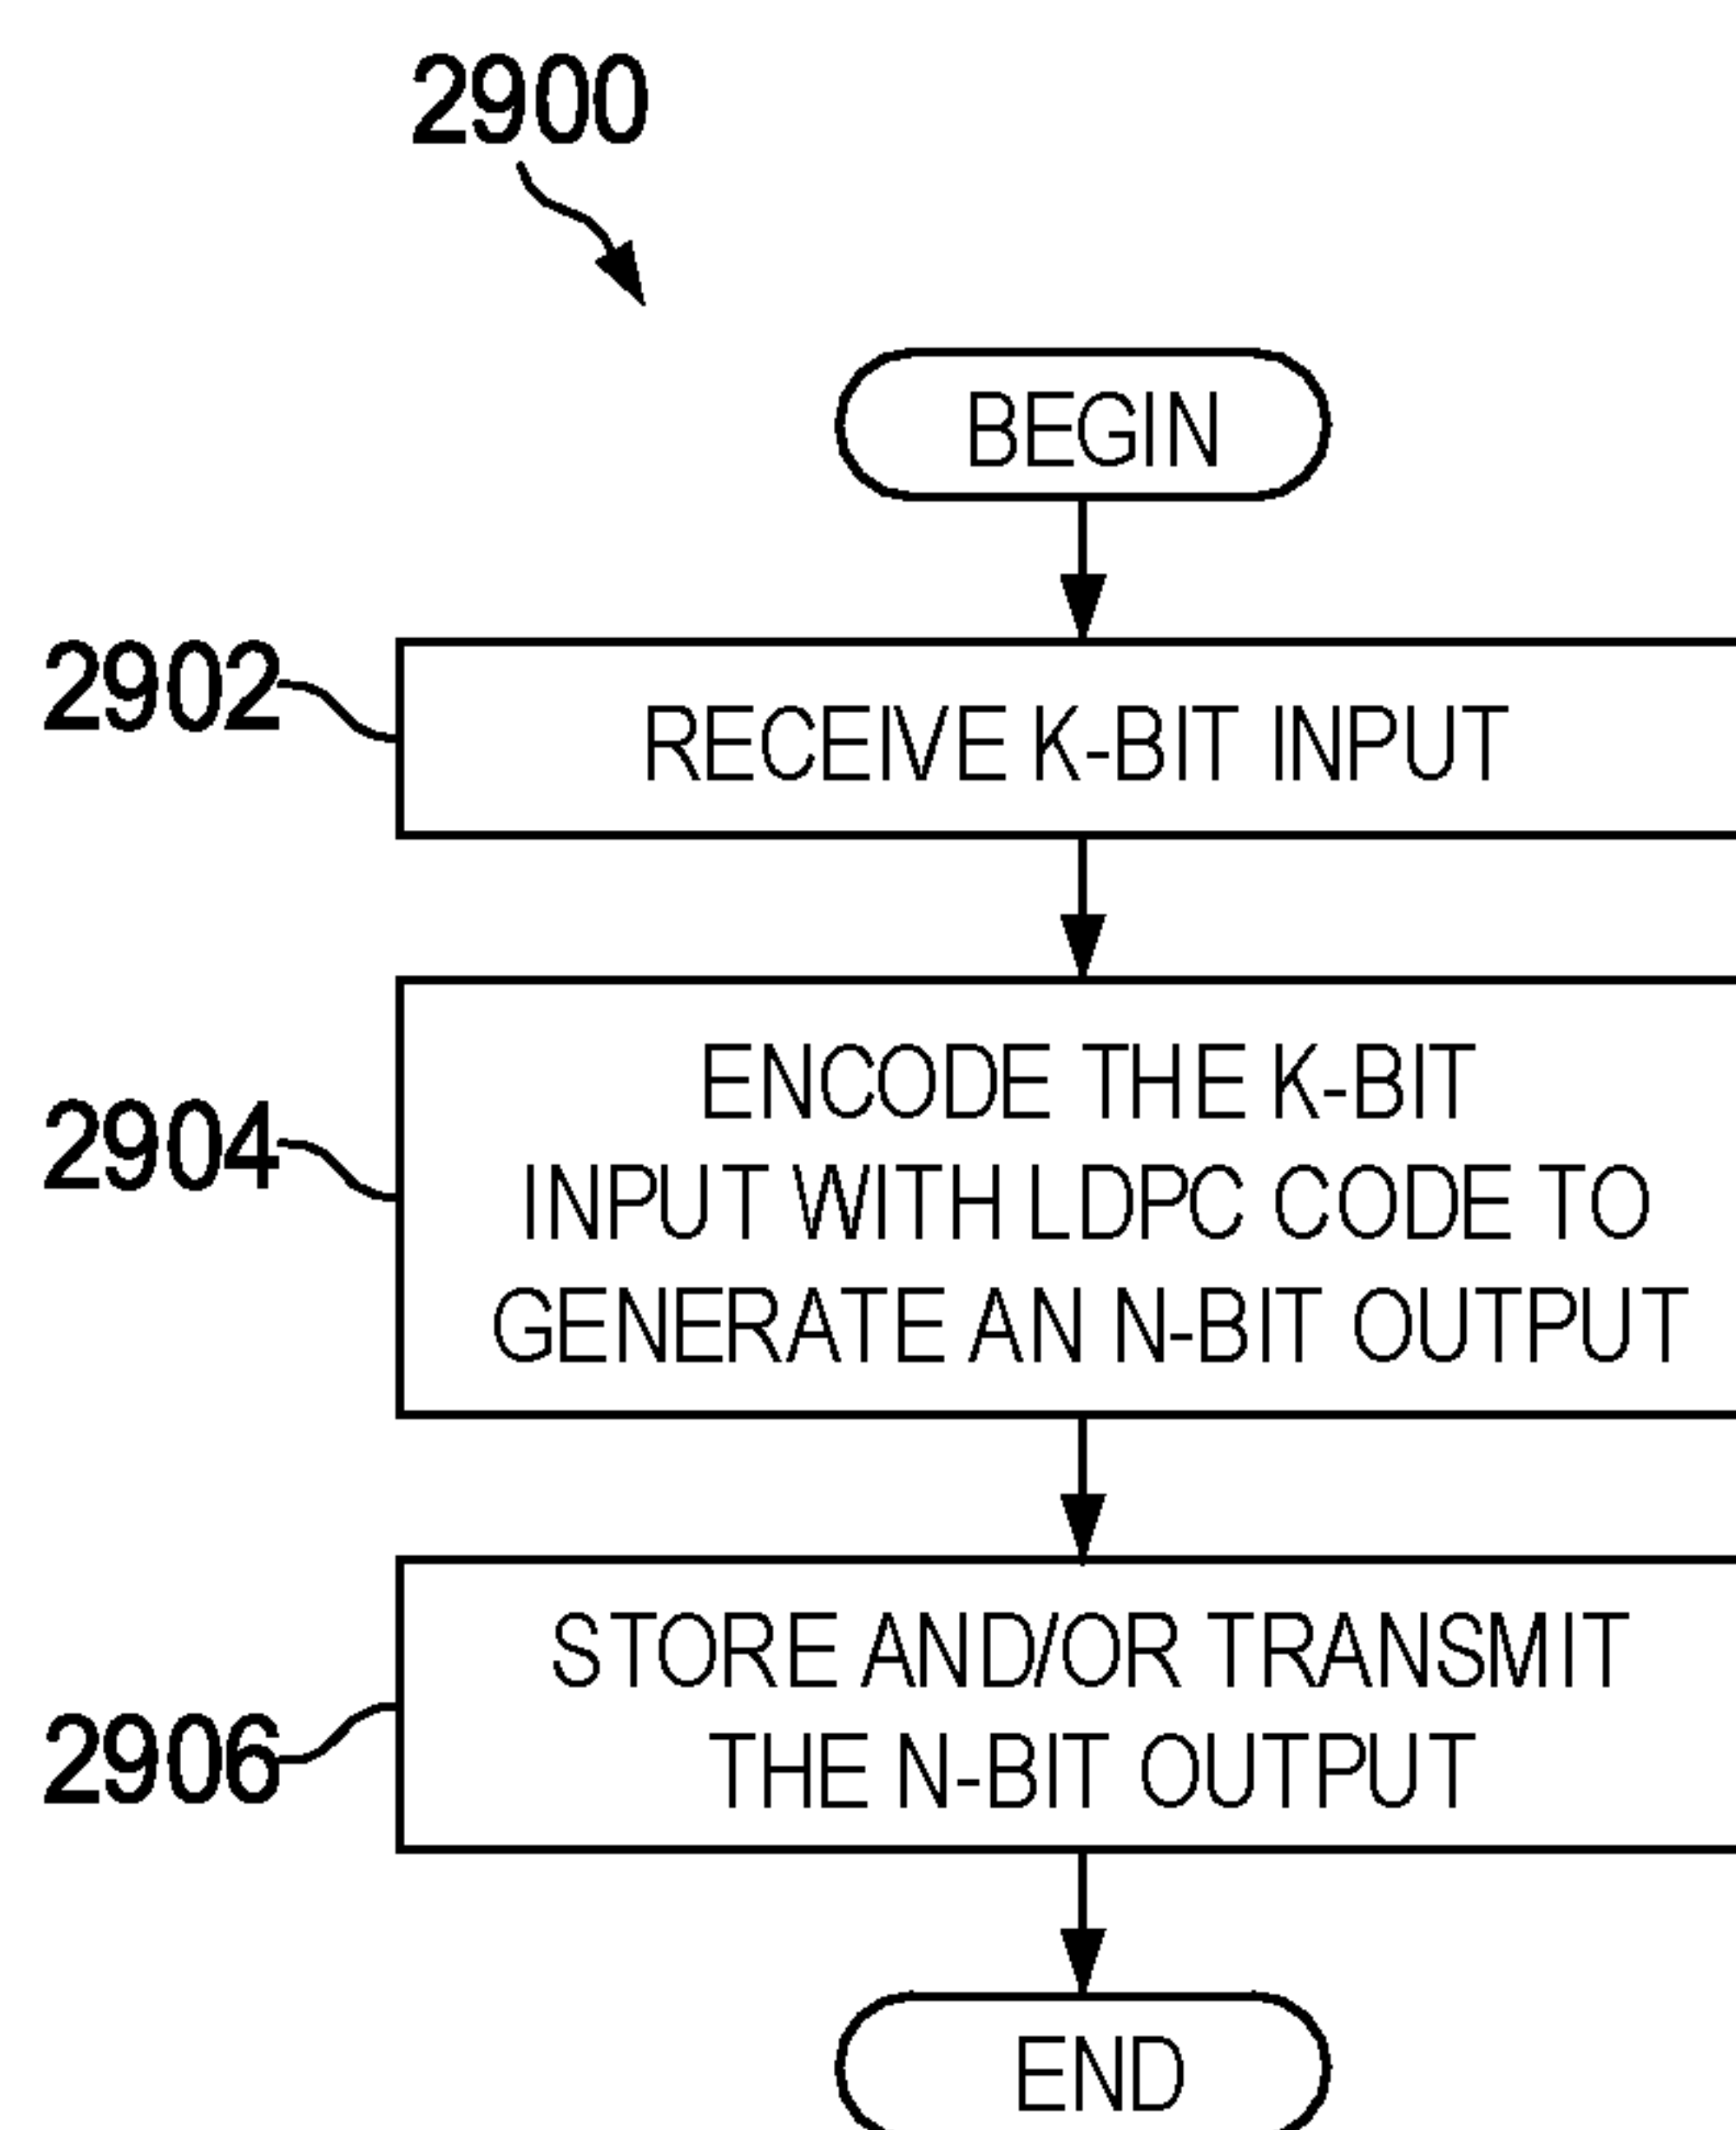 2900
BEGIN
2902
RECEIVE K-BIT INPUT
2904
ENCODE THE K-BIT
INPUT WITH LDPC CODE TO
GENERATE AN N-BIT OUTPUT
2906
STORE AND/OR TRANSMIT
THE N-BIT OUTPUT
END